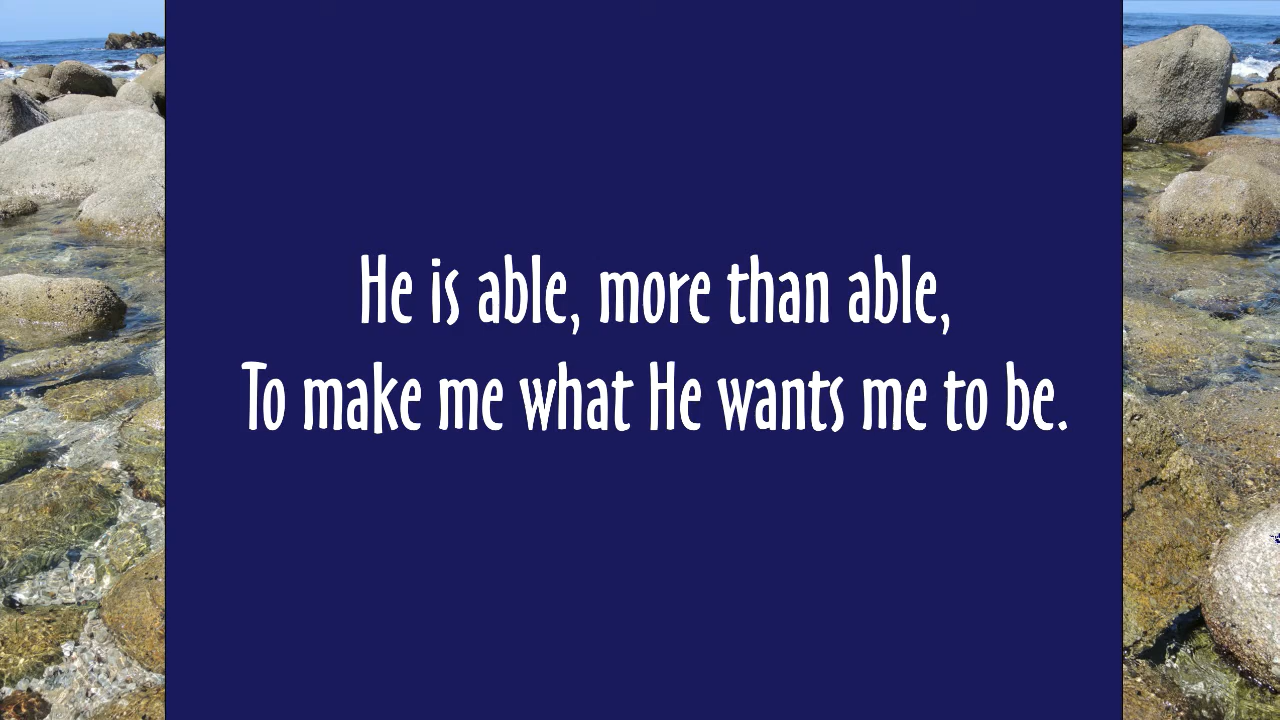 He is able, more than able,
To make me what He wants me to be.